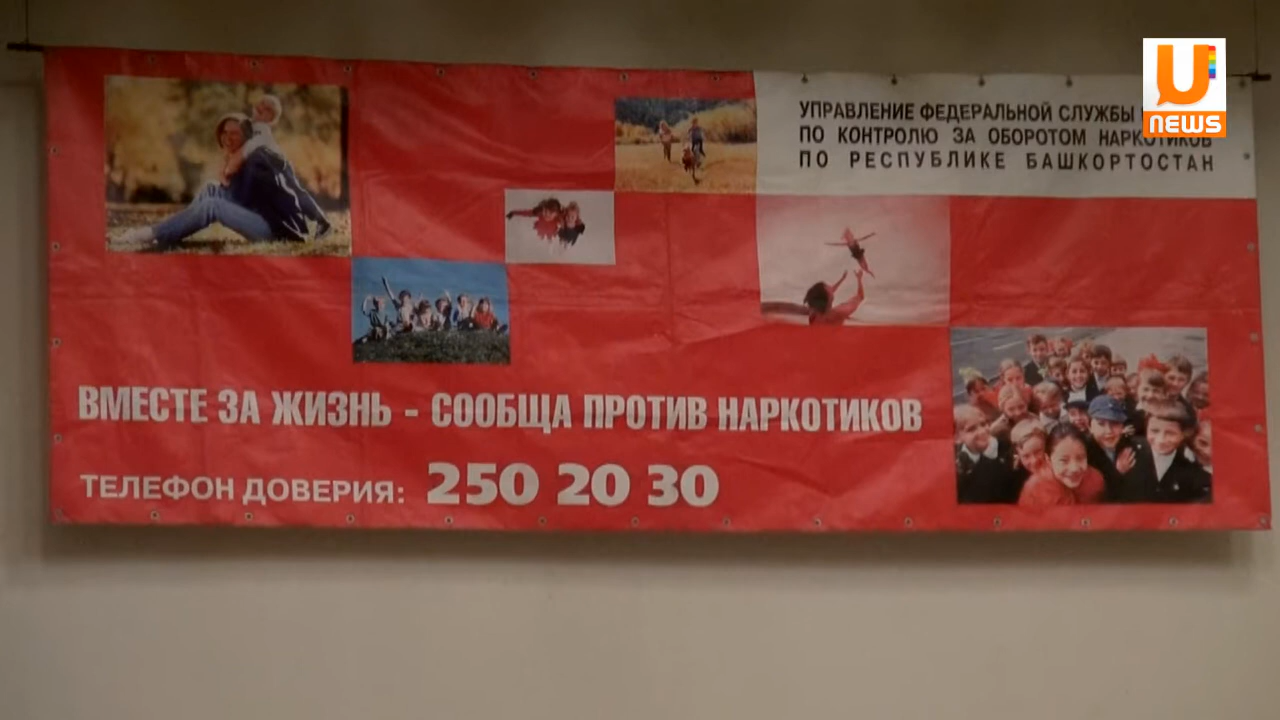 U
NEWS
УПРАВЛЕНИЕ ФЕДЕРАЛЬНОЙ СЛУЖБЫ
ПО КОНТРОЛЮ ЗА ОБОРОТОМ НАРКОТИКОВ
ПО РЕСПУБЛИКЕ БАШКОРТОСТАН
ВМЕСТЕ ЗА ЖИЗНЬ - СООБЩА ПРОТИВ НАРКОТИКОВ
ТЕЛЕФОН ДОВЕРИЯ: 250 20 30